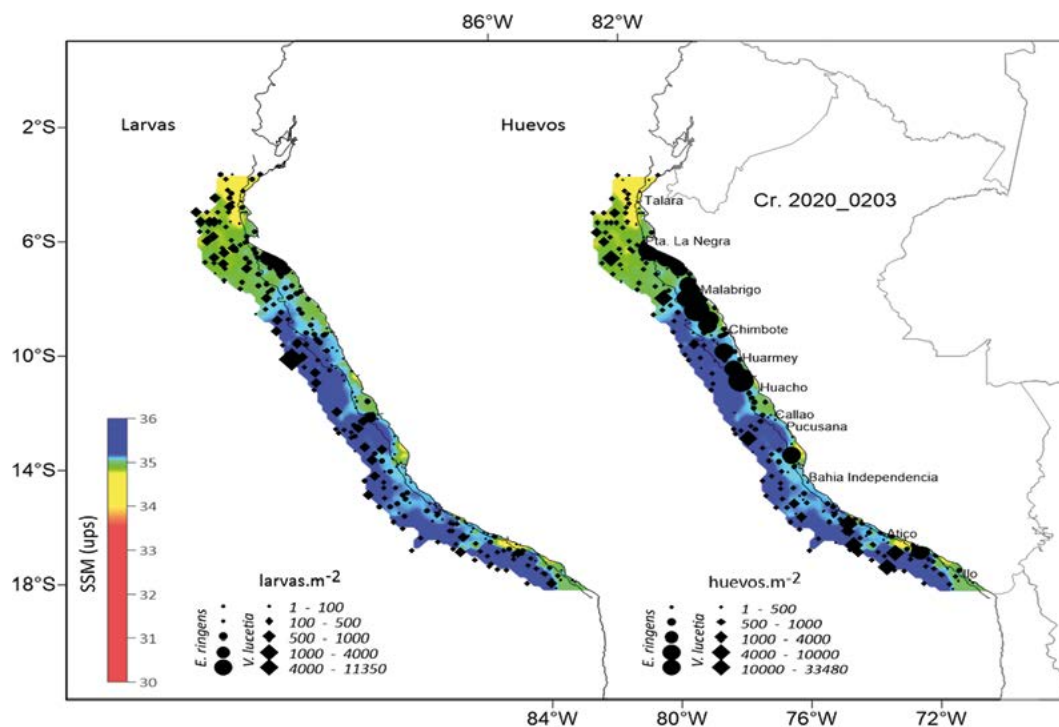 86°W 82°W
Larvas Huevos
2°S
Cr. 2020_0203
Talara
6°S
Pta. La Negra
Malabrigo
Chimbote
10°S
Huarmey
Huacho
Callao
Pucusana
14°S
Bahia Independencia
Atico
18°S
SSM (ups)
36
35
34
33
32
31
30
larvas.m-2
E. ringens V. lucetia
1 - 100
100 - 500
500 - 1000
1000 - 4000
4000 - 11350
huevos.m-2
E. ringens V. lucetia
1 - 500
500 - 1000
1000 - 4000
4000 - 10000
10000 - 33480
84°W 80°W 76°W 72°W